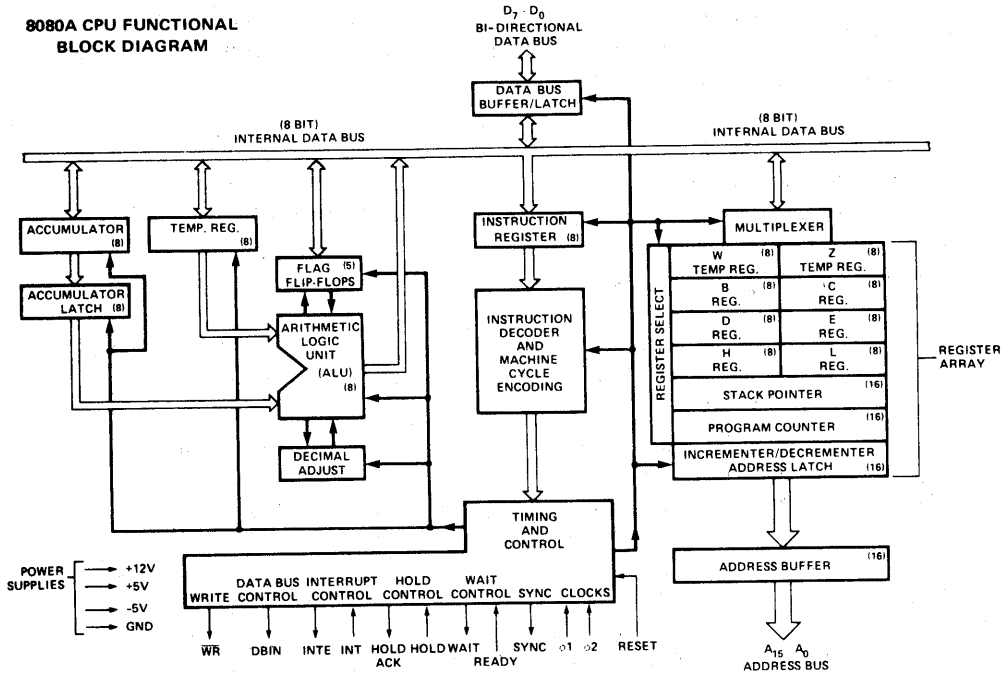 8080A CPU FUNCTIONAL
BLOCK DIAGRAM
D7 - D0
BI-DIRECTIONAL
DATA BUS
DATA BUS
BUFFER/LATCH
(8 BIT)
INTERNAL DATA BUS
(8 BIT)
INTERNAL DATA BUS
ACCUMULATOR
(8)
TEMP. REG.
(8)
INSTRUCTION
REGISTER (8)
MULTIPLEXER
FLAG (5)
FLIP-FLOPS
ACCUMULATOR
LATCH (8)
ARITHMETIC
LOGIC
UNIT
(ALU)
(8)
DECIMAL
ADJUST
INSTRUCTION
DECODER
AND
MACHINE
CYCLE
ENCODING
REGISTER SELECT
W (8)
TEMP REG.
Z (8)
TEMP REG.
B (8)
REG.
C (8)
REG.
D (8)
REG.
E (8)
REG.
H (8)
REG.
L (8)
REG.
STACK POINTER (16)
PROGRAM COUNTER (16)
INCREMENTER/DECREMENTER
ADDRESS LATCH (16)
REGISTER
ARRAY
TIMING
AND
CONTROL
ADDRESS BUFFER (16)
A15 A0
ADDRESS BUS
POWER
SUPPLIES
+12V
+5V
-5V
GND
WRITE
DATA BUS
CONTROL
INTERRUPT
CONTROL
HOLD
CONTROL
WAIT
CONTROL
SYNC
CLOCKS
W̅R̅
DBIN
INTE
INT
HOLD
ACK
HOLD
WAIT
READY
SYNC
φ1
φ2
RESET